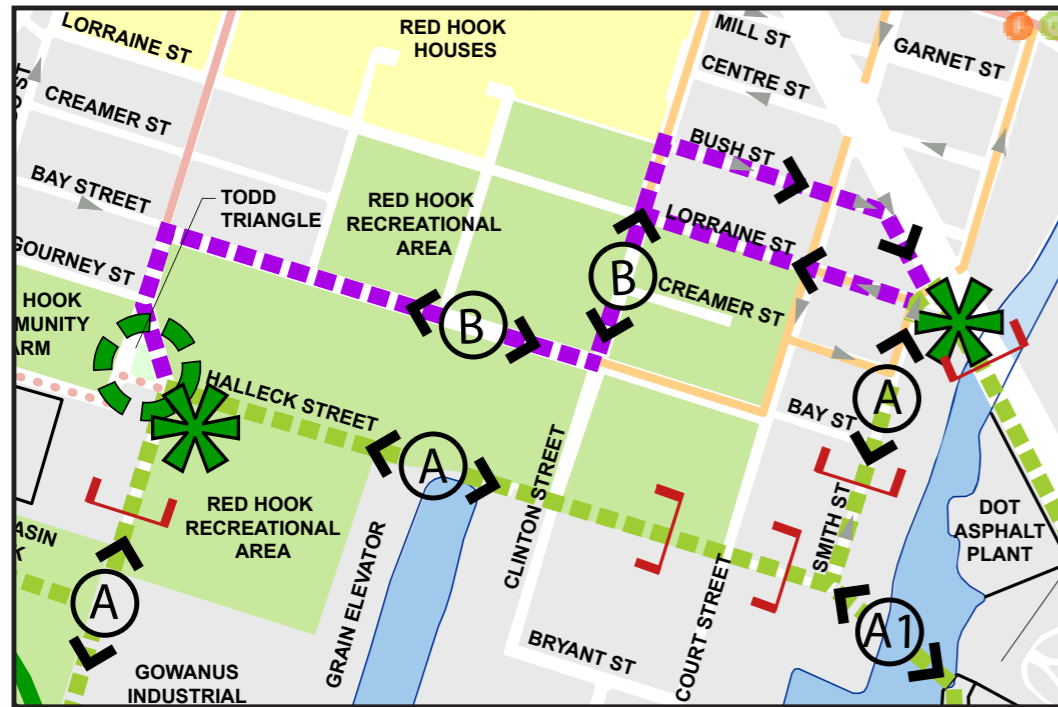 LORRAINE ST
RED HOOK
HOUSES
MILL ST
GARNET ST
CENTRE ST
CREAMER ST
BUSH ST
BAY STREET
TODD
TRIANGLE
RED HOOK
RECREATIONAL
AREA
LORRAINE ST
GOURNEY ST
B
CREAMER ST
HOOK
MUNITY
ARM
B
HALLECK STREET
A
BAY ST
A
RED HOOK
RECREATIONAL
AREA
CLINTON STREET
SMITH ST
DOT
ASPHALT
PLANT
ASIN
K
GRAIN ELEVATOR
A
COURT STREET
A1
BRYANT ST
GOWANUS
INDUSTRIAL